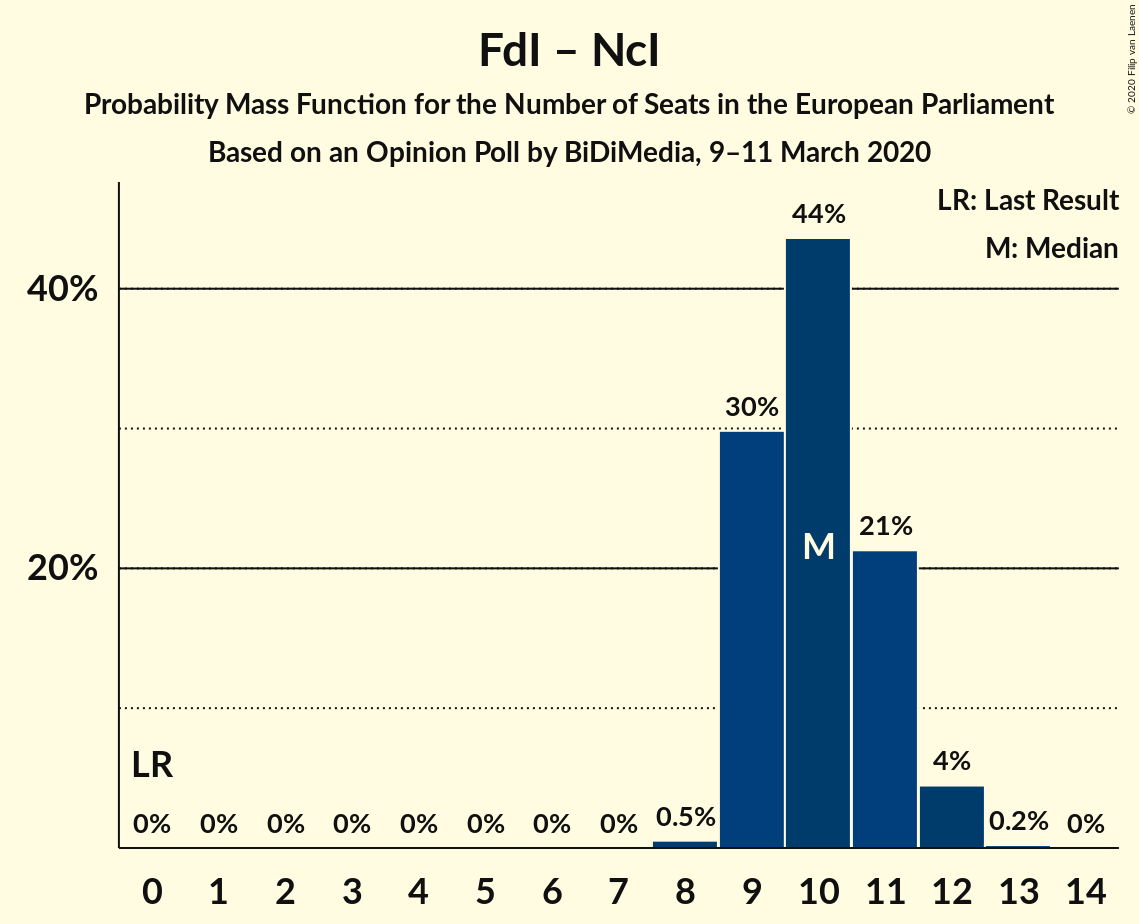 FdI – NcI
Probability Mass Function for the Number of Seats in the European Parliament
Based on an Opinion Poll by BiDiMedia, 9–11 March 2020
© 2020 Filip van Laenen
LR: Last Result
M: Median
40%
20%
LR
M
0% 0% 0% 0% 0% 0% 0% 0% 0.5% 30% 44% 21% 4% 0.2% 0%
0 1 2 3 4 5 6 7 8 9 10 11 12 13 14